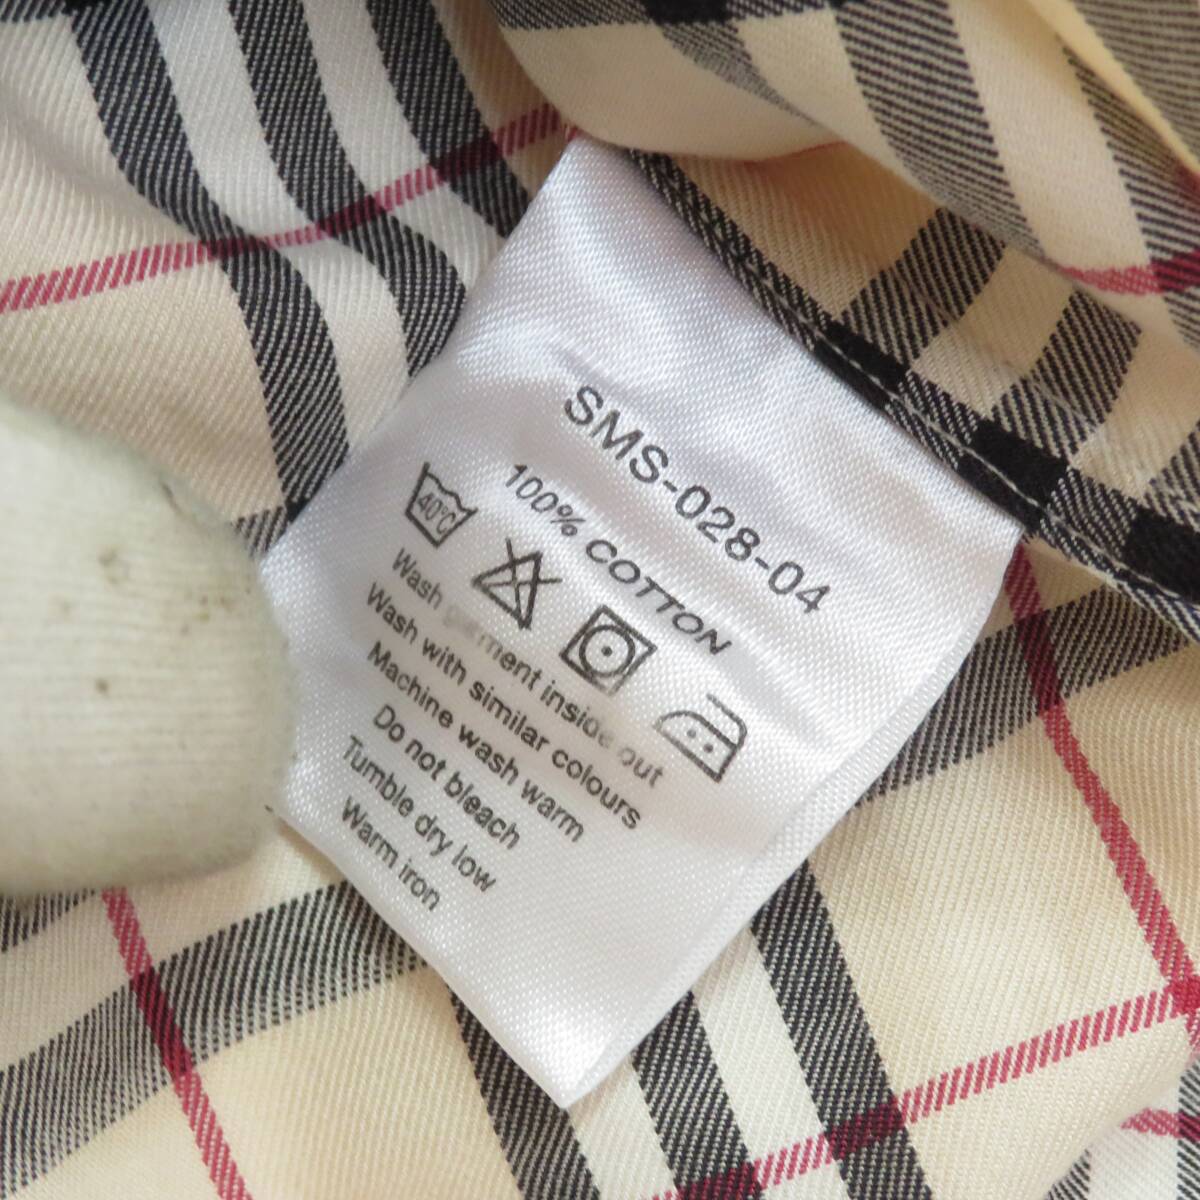 SMS-028-04
100% COTTON
40°C
Wash garment inside out
Wash with similar colours
Machine wash warm
Do not bleach
Tumble dry low
Warm iron